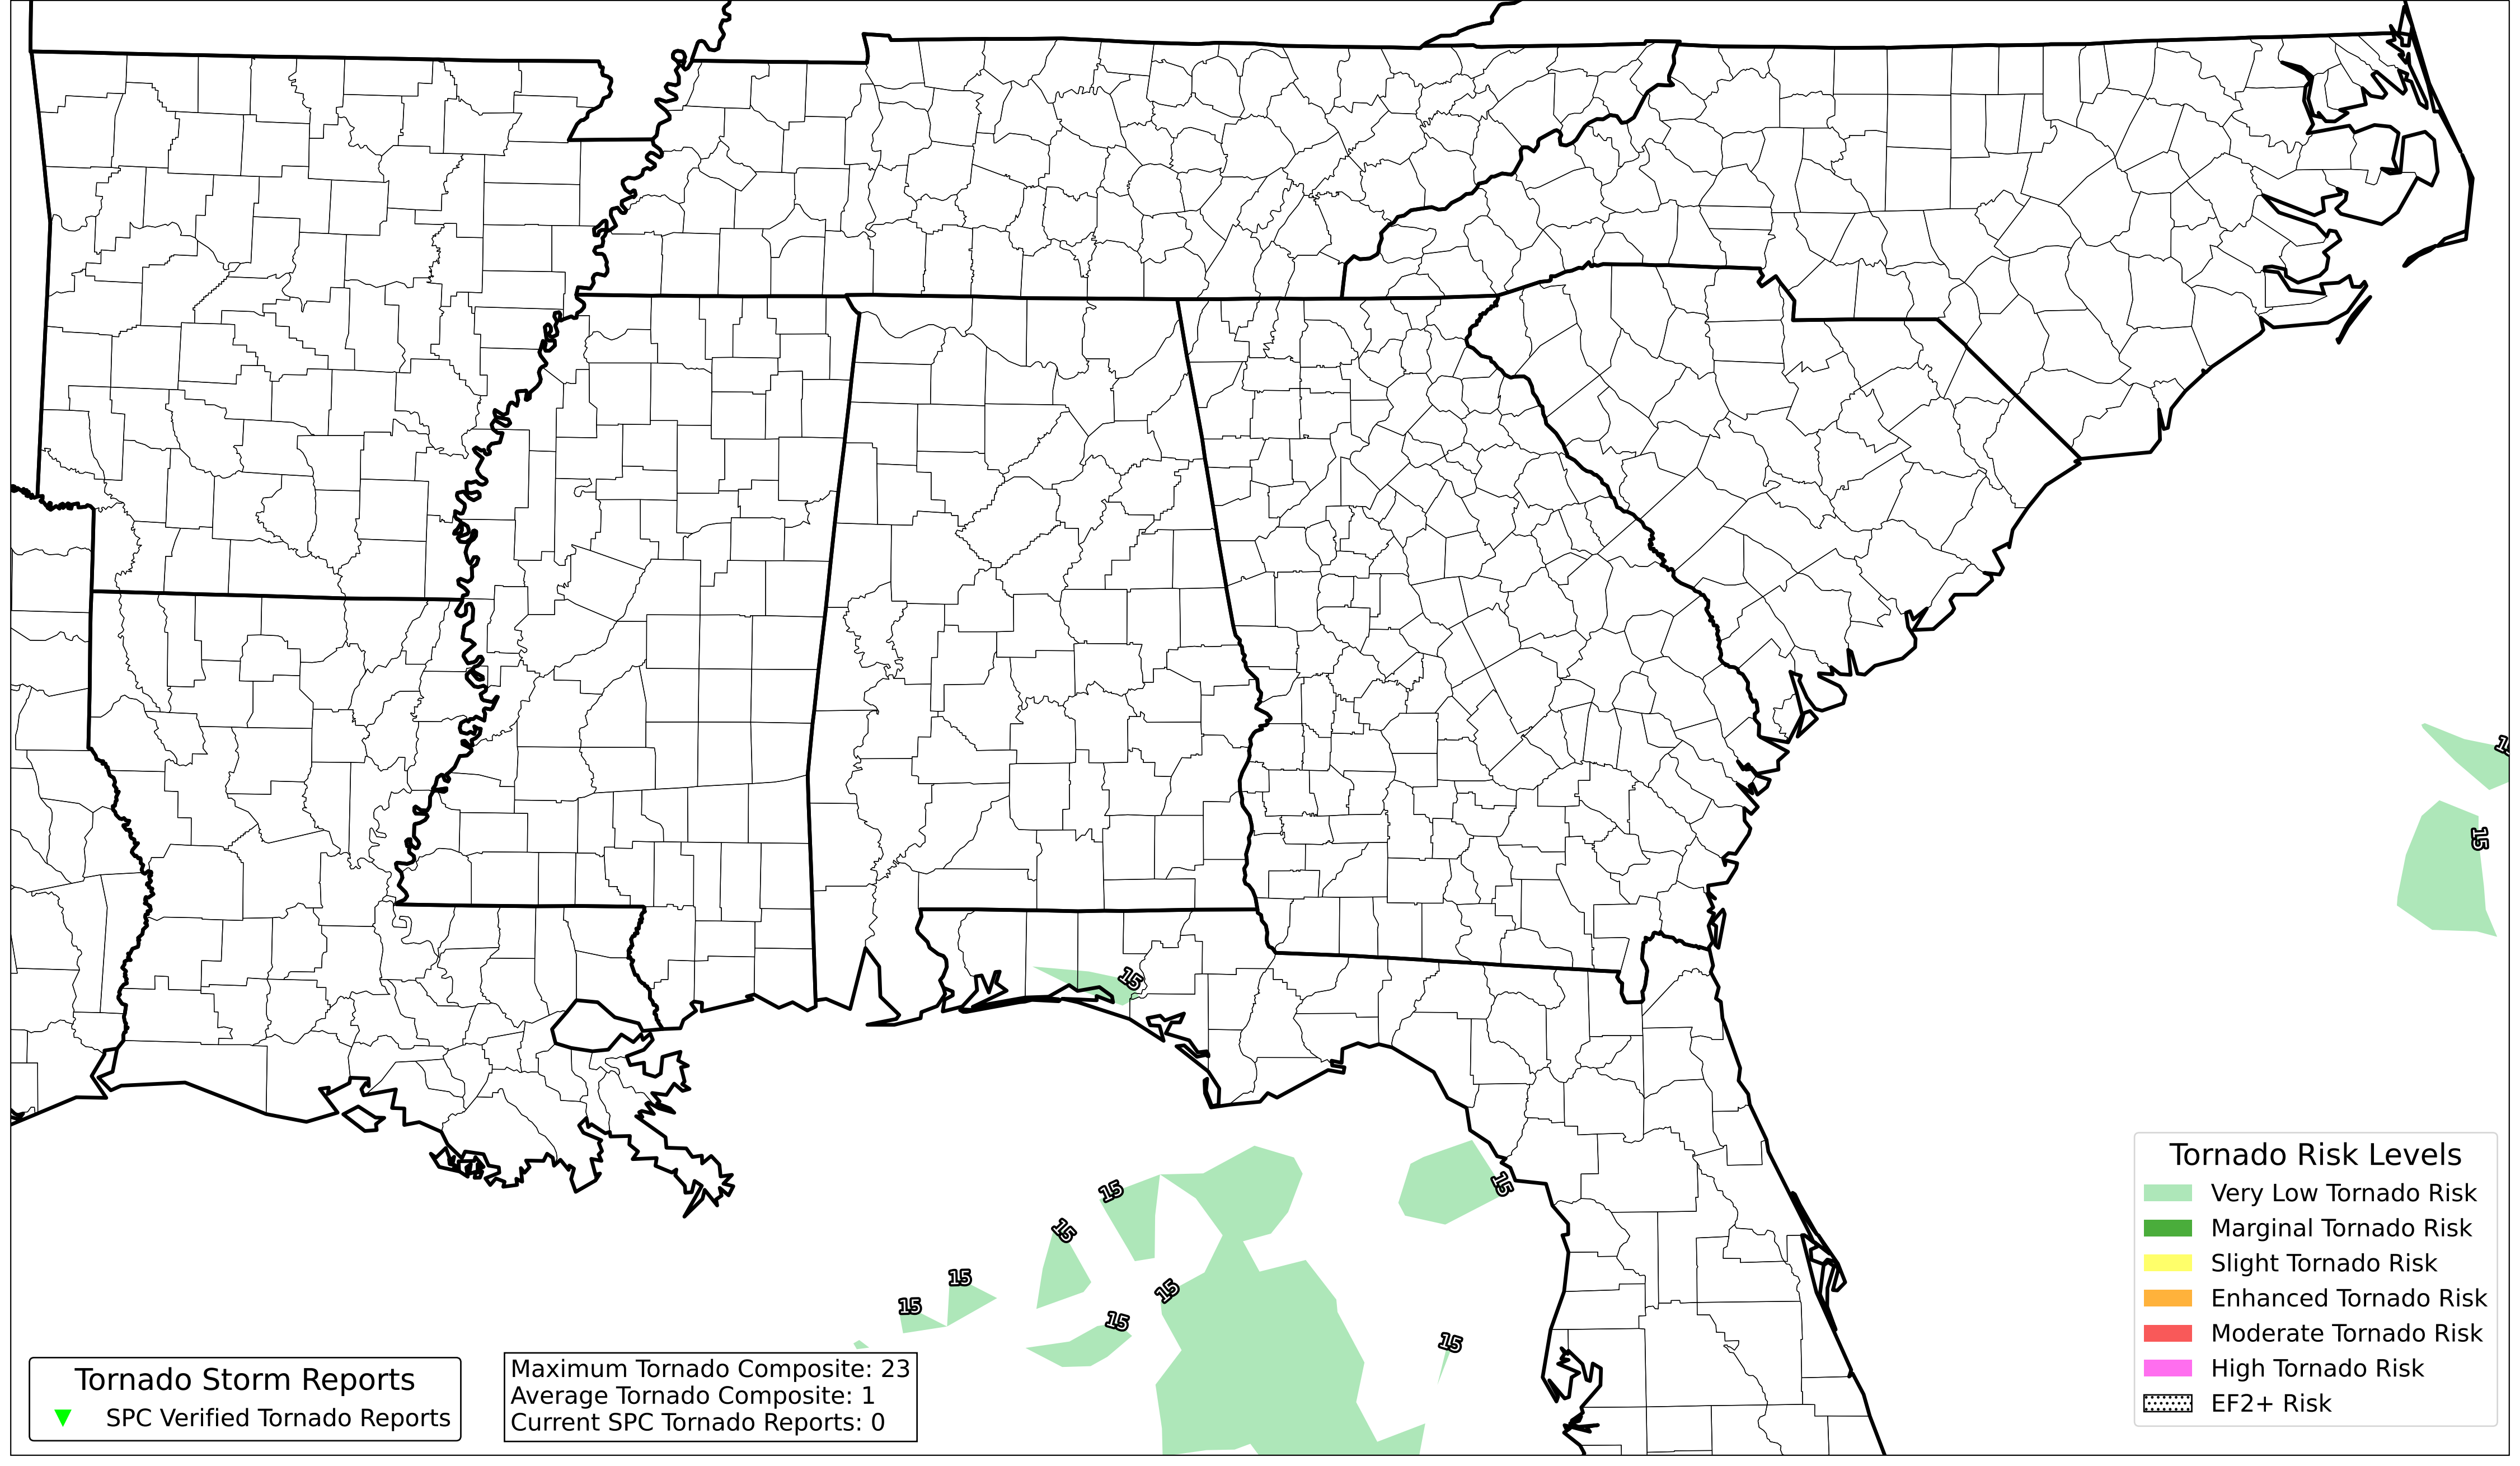 15
15
15
15
15
15
15
15
15
15
15
Tornado Risk Levels
Very Low Tornado Risk
Marginal Tornado Risk
Slight Tornado Risk
Enhanced Tornado Risk
Moderate Tornado Risk
High Tornado Risk
EF2+ Risk
Tornado Storm Reports
SPC Verified Tornado Reports
Maximum Tornado Composite: 23
Average Tornado Composite: 1
Current SPC Tornado Reports: 0